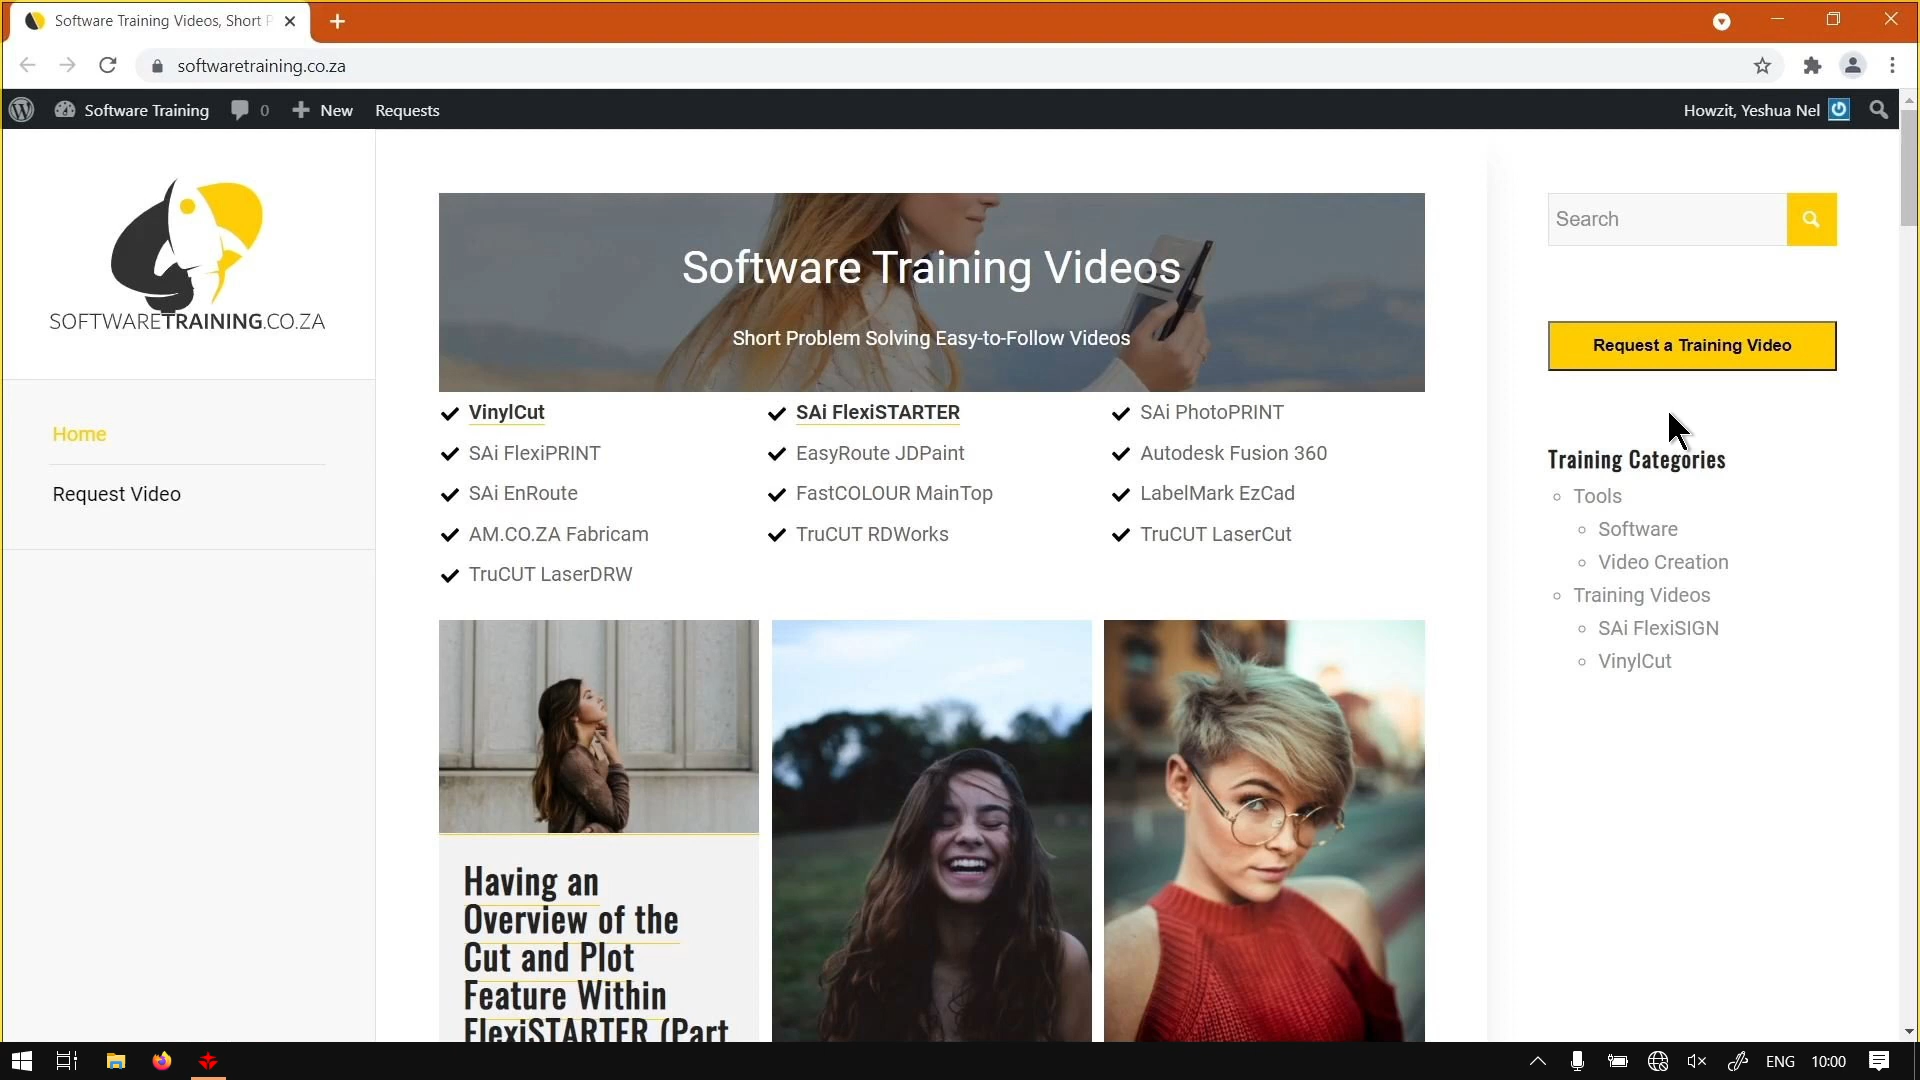 Software Training Videos, Short P
softwaretraining.co.za
Software Training
0
New
Requests
Howzit, Yeshua Nel
SOFTWARETRAINING.CO.ZA
Home
Request Video
Software Training Videos
Short Problem Solving Easy-to-Follow Videos
VinylCut
SAi FlexiSTARTER
SAi PhotoPRINT
SAi FlexiPRINT
EasyRoute JDPaint
Autodesk Fusion 360
SAi EnRoute
FastCOLOUR MainTop
LabelMark EzCad
AM.CO.ZA Fabricam
TruCUT RDWorks
TruCUT LaserCut
TruCUT LaserDRW
Having an
Overview of the
Cut and Plot
Feature Within
FlexiSTARTER (Part
Search
Request a Training Video
Training Categories
Tools
Software
Video Creation
Training Videos
SAi FlexiSIGN
VinylCut
ENG
10:00